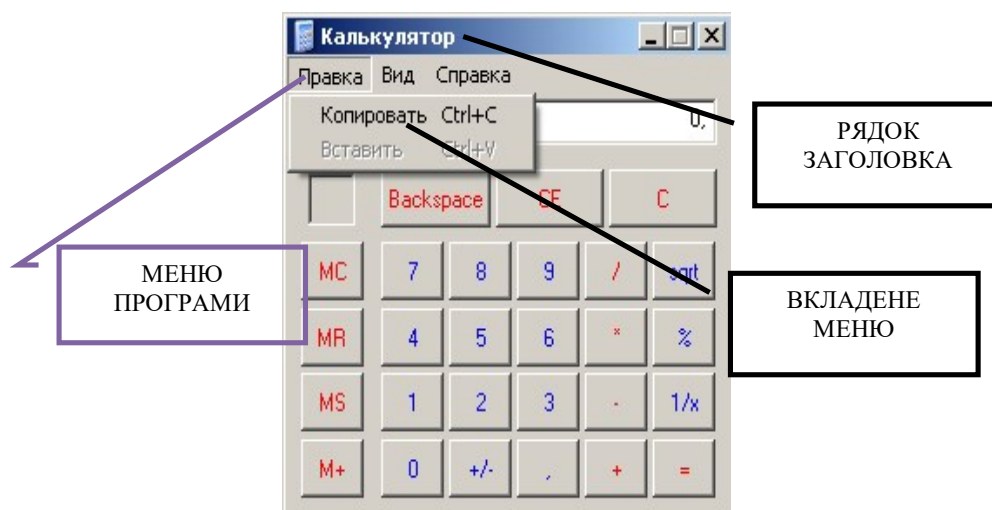 Калькулятор
Правка Вид Справка
Копировать Ctrl+C
0,
Вставить Ctrl+V
РЯДОК
ЗАГОЛОВКА
Backspace CE C
МЕНЮ
ПРОГРАМИ
MC 7 8 9 / sqrt
ВКЛАДЕНЕ
МЕНЮ
MR 4 5 6 * %
MS 1 2 3 - 1/x
M+ 0 +/- , + =